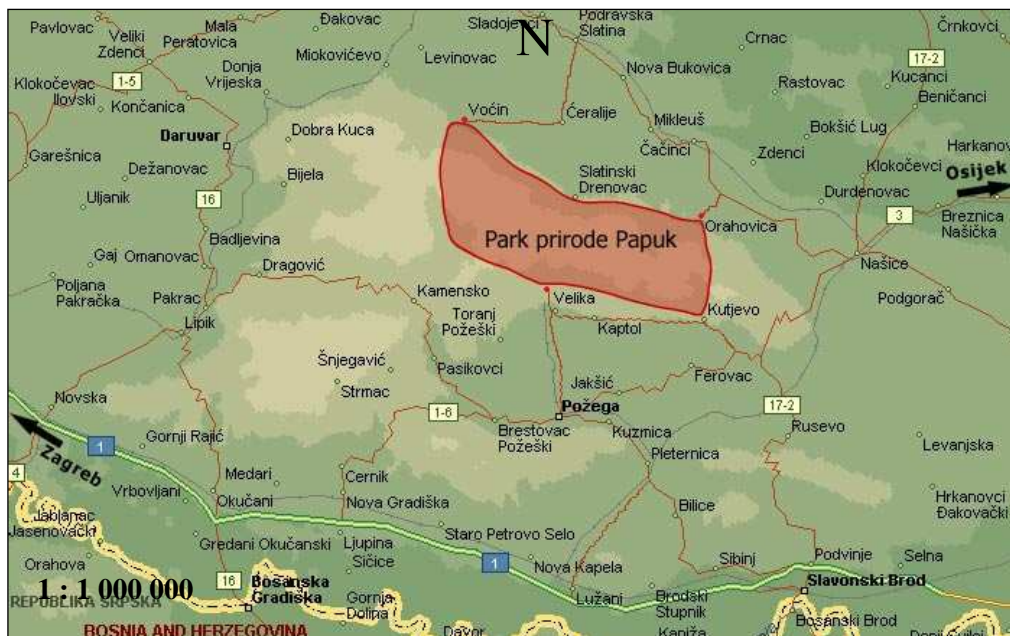 Pavlovac
Mala
Peratovica
Đakovac
Sladojevci
Podravska
Slatina
N
Crnac
Črnkovci
Veliki
Zdenci
Miokovićevo
Levinovac
17-2
Kucanci
Klokočevac
Ilovski
1-5
Donja
Vrijeska
Nova Bukovica
Rastovac
Beničanci
Končanica
Voćin
Ćeralije
Mikleuš
Bokšić Lug
Daruvar
Dobra Kuca
Čačinci
Harkanov
Garešnica
Zdenci
Klokočevci
Osijek
Dežanovac
Bijela
Slatinski
Drenovac
Durdenovac
Uljanik
16
3
Breznica
Našička
Badljevina
Park prirode Papuk
Orahovica
Gaj
Omanovac
Dragović
Našice
Poljana
Pakračka
Pakrac
Kamensko
Velika
Podgorač
Toranj
Požeški
Kaptol
Kutjevo
Lipik
Šnjegavić
Pasikovci
Strmac
Jakšić
Ferovac
Novska
1-6
Požega
17-2
Brestovac
Požeški
Kuzmica
Rusevo
Zagreb
1
Gornji Rajić
Levanjska
4
Medari
Cernik
Pleternica
Vrbovljani
Okučani
Nova Gradiška
Bilice
Hrkanovci
Đakovački
Jablanac
Jasenovački
Gredani Okučanski
Ljupina
Staro Petrovo Selo
Sičice
1
Nova Kapela
Sibinj
Podvinje
Selna
Orahova
1 : 1 000 000
16
Bosanska
Gradiška
Slavonski Brod
REPUBLIKA SRPSKA
Gornja
Dolina
Lužani
Brodski
Stupnik
Bosanski Brod
BOSNIA AND HERZEGOVINA
Davor
Kaniža